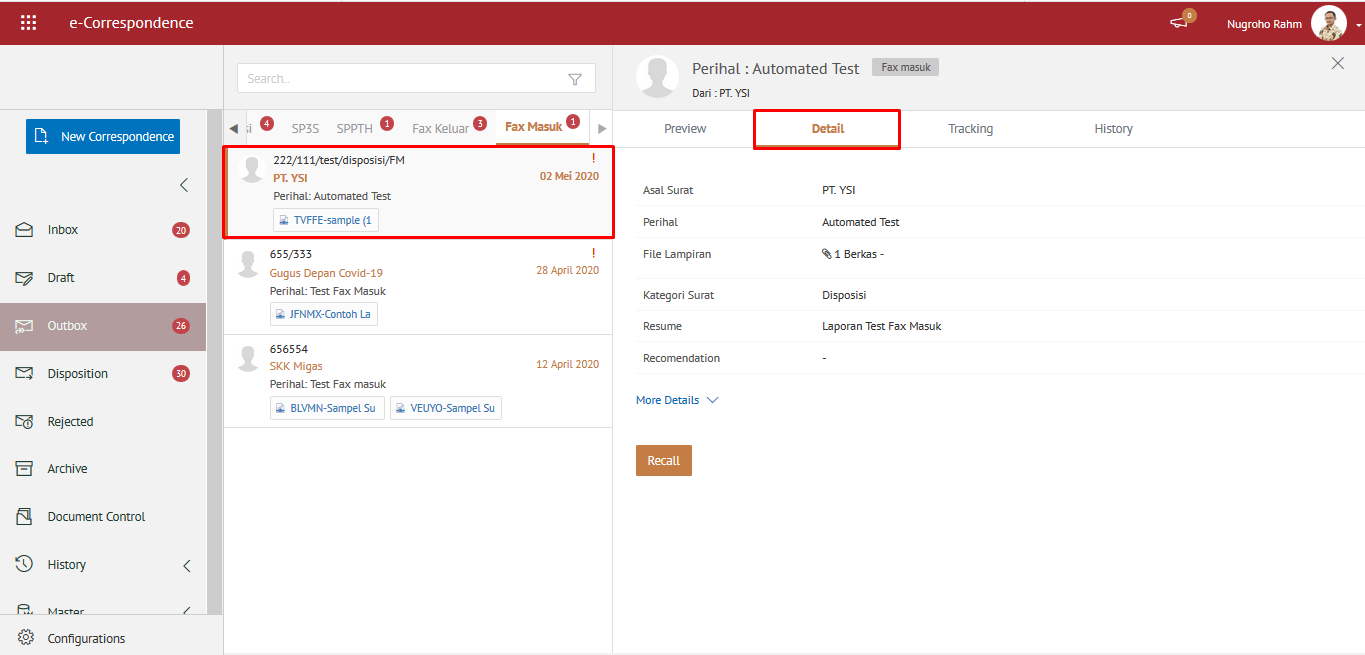 e-Correspondence
0
Nugroho Rahm
New Correspondence
Inbox 20
Draft 4
Outbox 26
Disposition 30
Rejected
Archive
Document Control
History
Master
Configurations
Search..
si 4 SP3S SPPTH 1 Fax Keluar 3 Fax Masuk 1
222/111/test/disposisi/FM !
PT. YSI 02 Mei 2020
Perihal: Automated Test
TVFFE-sample (1
655/333 !
Gugus Depan Covid-19 28 April 2020
Perihal: Test Fax Masuk
JFNMX-Contoh La
656554
SKK Migas 12 April 2020
Perihal: Test Fax masuk
BLVMN-Sampel Su VEUYO-Sampel Su
Perihal : Automated Test Fax masuk
Dari : PT. YSI
Preview Detail Tracking History
Asal Surat PT. YSI
Perihal Automated Test
File Lampiran 1 Berkas -
Kategori Surat Disposisi
Resume Laporan Test Fax Masuk
Recomendation -
More Details
Recall